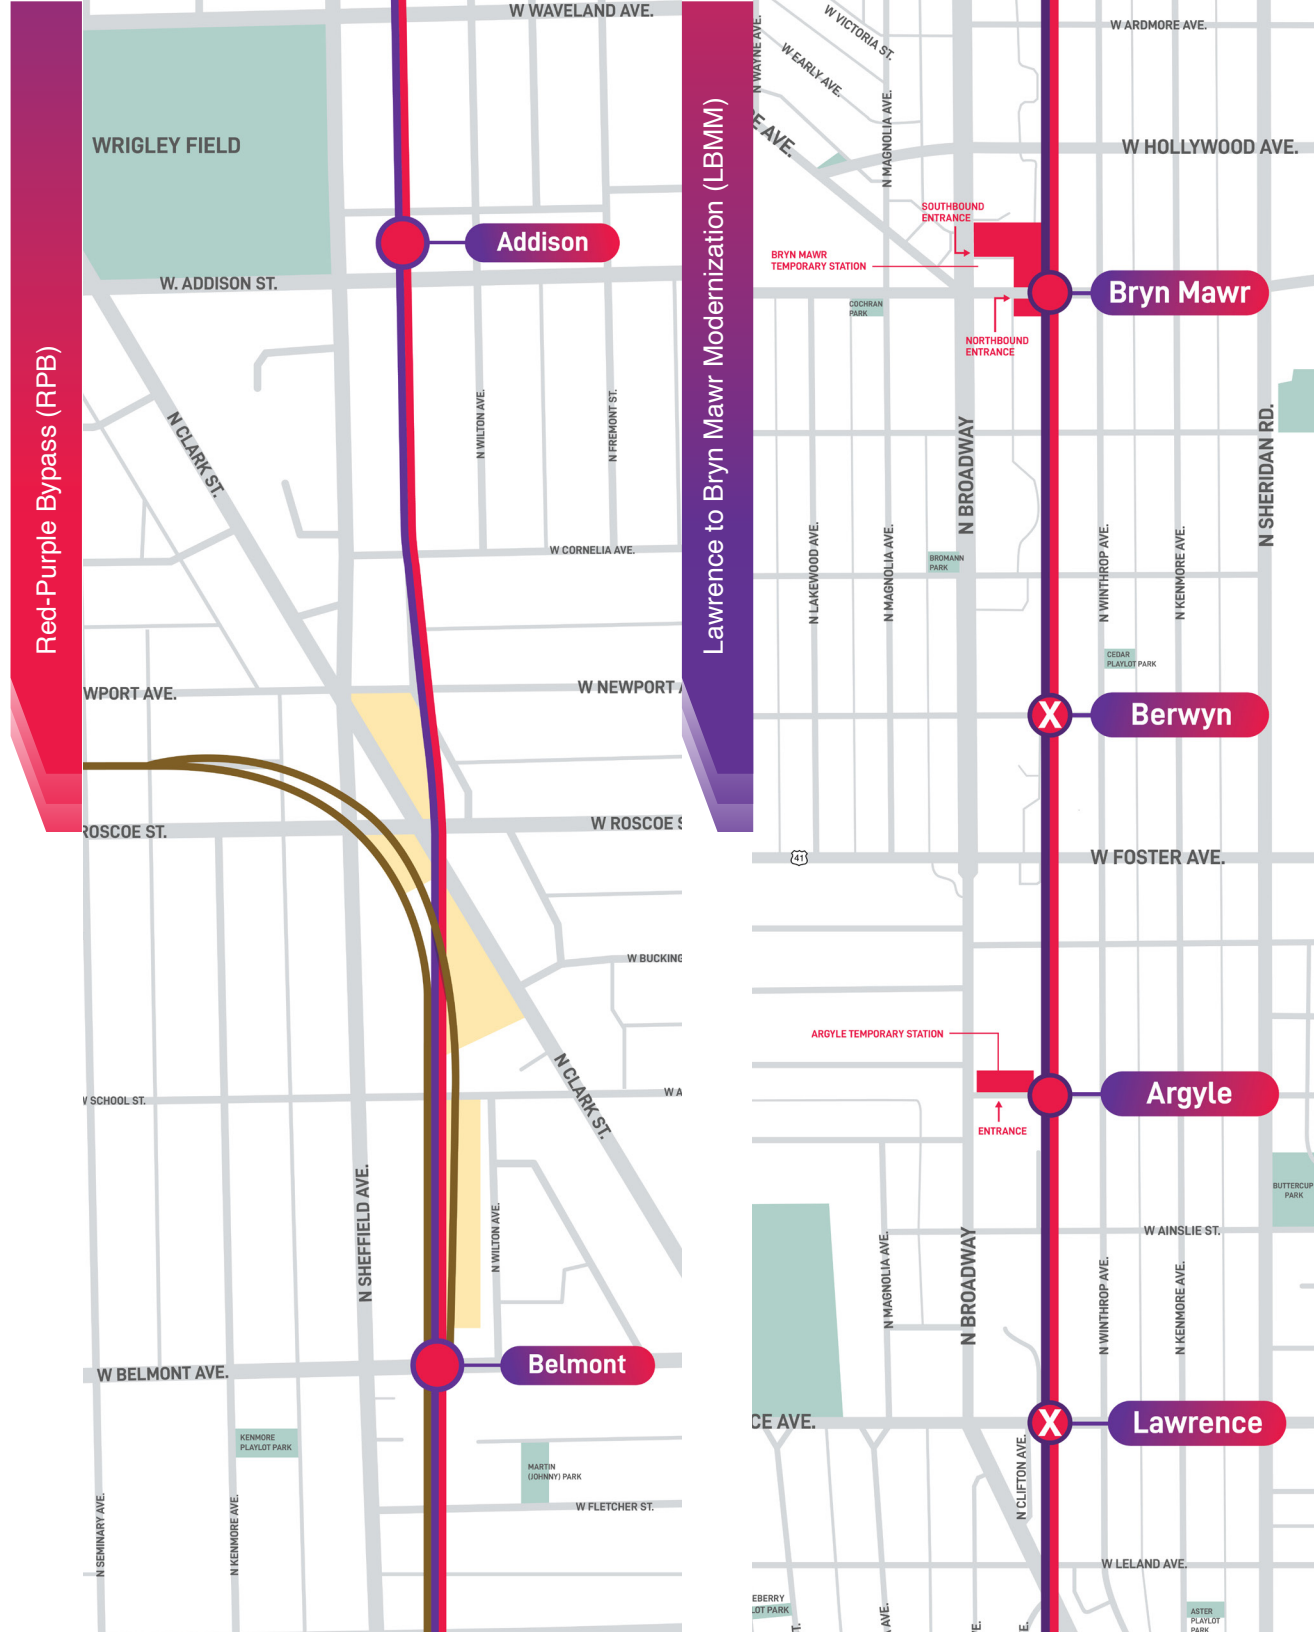 Red-Purple Bypass (RPB)
W WAVELAND AVE.
WRIGLEY FIELD
Addison
W. ADDISON ST.
N CLARK ST.
N WILTON AVE.
N FREMONT ST.
W CORNELIA AVE.
WPORT AVE.
W NEWPORT
ROSCOE ST.
W ROSCOE S
W BUCKING
N CLARK ST.
W SCHOOL ST.
W A
N SHEFFIELD AVE.
N WILTON AVE.
Belmont
W BELMONT AVE.
KENMORE
PLAYLOT PARK
MARTIN
(JOHNNY) PARK
W FLETCHER ST.
N SEMINARY AVE.
N KENMORE AVE.
Lawrence to Bryn Mawr Modernization (LBMM)
W VICTORIA ST.
W ARDMORE AVE.
N WAYNE AVE.
W EARLY AVE.
N MAGNOLIA AVE.
E AVE.
W HOLLYWOOD AVE.
SOUTHBOUND
ENTRANCE
BRYN MAWR
TEMPORARY STATION
Bryn Mawr
COCHRAN
PARK
NORTHBOUND
ENTRANCE
N BROADWAY
N SHERIDAN RD.
N LAKEWOOD AVE.
N MAGNOLIA AVE.
BROMANN
PARK
N WINTHROP AVE.
N KENMORE AVE.
CEDAR
PLAYLOT PARK
X
Berwyn
41
W FOSTER AVE.
ARGYLE TEMPORARY STATION
Argyle
ENTRANCE
BUTTERCUP
PARK
W AINSLIE ST.
N MAGNOLIA AVE.
N BROADWAY
N WINTHROP AVE.
N KENMORE AVE.
CE AVE.
X
Lawrence
N CLIFTON AVE.
W LELAND AVE.
EBERRY
LOT PARK
T.
AVE.
E.
E.
ASTER
PLAYLOT
PARK